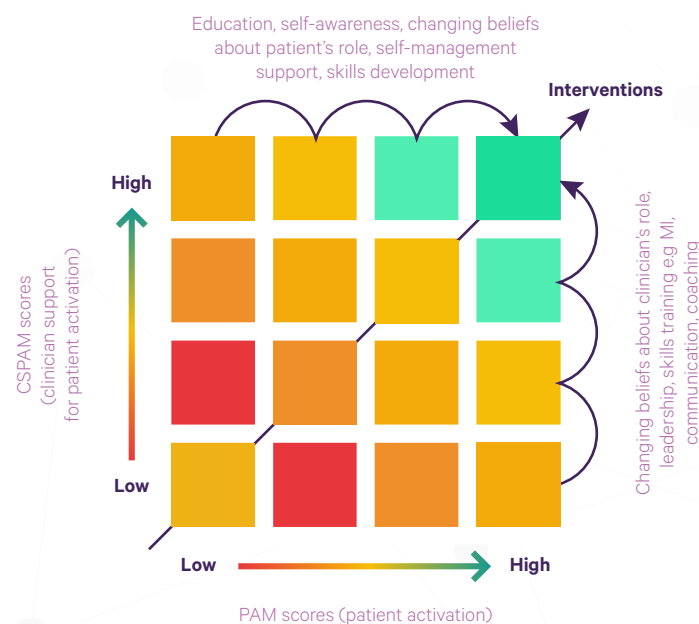 Education, self-awareness, changing beliefs
about patient's role, self-management
support, skills development
Interventions
High
CSPAM scores
(clinician support
for patient activation)
Low
Changing beliefs about clinician's role,
leadership, skills training e.g MI,
communication, coaching
Low
High
PAM scores (patient activation)